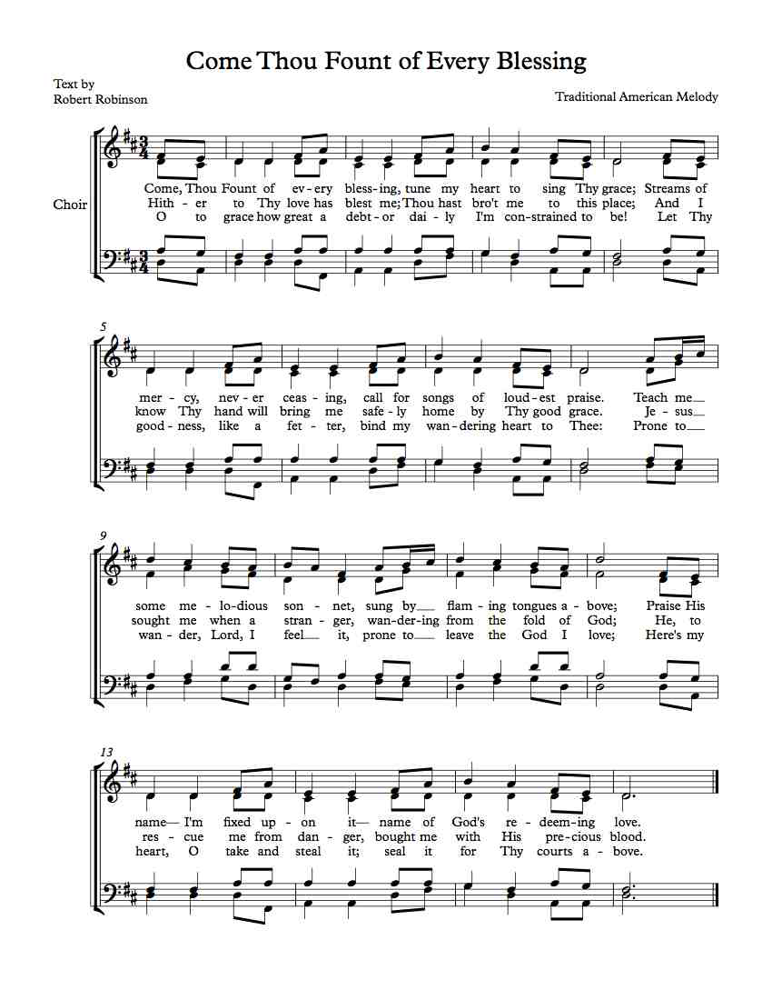 Come Thou Fount of Every Blessing
Text by
Robert Robinson
Traditional American Melody
Choir
Come, Thou Fount of ev-ery bless-ing, tune my heart to sing Thy grace; Streams of
Hith - er to Thy love has blest me; Thou hast bro't me to this place; And I
O to grace how great a debt-or dai - ly I'm con-strained to be! Let Thy
5
mer - cy, nev - er ceas - ing, call for songs of loud-est praise. Teach me__
know Thy hand will bring me safe-ly home by Thy good grace. Je - sus__
good-ness, like a fet - ter, bind my wan-dering heart to Thee: Prone to__
9
some me - lo-dious son - net, sung by__ flam-ing tongues a-bove; Praise His
sought me when a stran - ger, wan-der-ing from the fold of God; He, to
wan - der, Lord, I feel__ it, prone to__ leave the God I love; Here's my
13
name— I'm fixed up-on it— name of God's re-deem-ing love.
res - cue me from dan - ger, bought me with His pre-cious blood.
heart, O take and steal it; seal it for Thy courts a - bove.